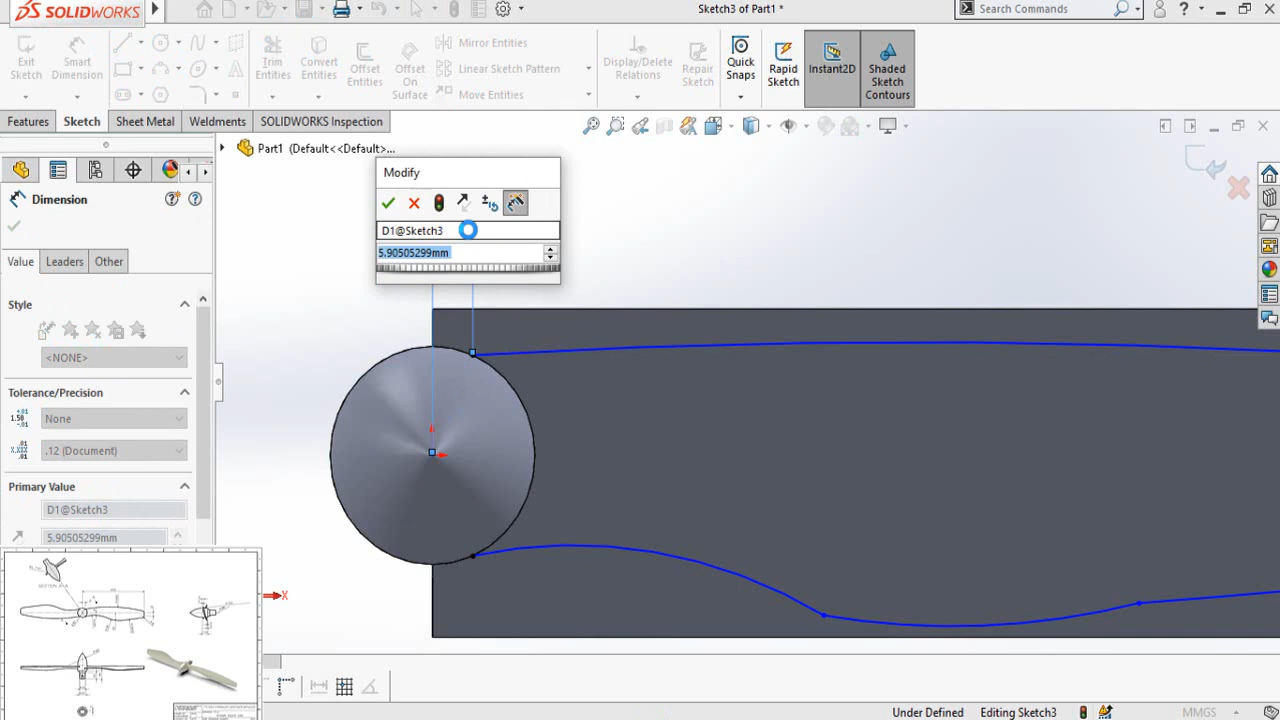 SOLIDWORKS
Sketch3 of Part1 *
Search Commands
Exit Sketch
Smart Dimension
Trim Entities
Convert Entities
Offset Entities
Offset On Surface
Mirror Entities
Linear Sketch Pattern
Move Entities
Display/Delete Relations
Repair Sketch
Quick Snaps
Rapid Sketch
Instant2D
Shaded Sketch Contours
Features
Sketch
Sheet Metal
Weldments
SOLIDWORKS Inspection
Part1 (Default<<Default>...
Modify
D1@Sketch3
5.90505299mm
Dimension
Value
Leaders
Other
Style
<NONE>
Tolerance/Precision
None
.12 (Document)
Primary Value
D1@Sketch3
5.90505299mm
X
Under Defined
Editing Sketch3
MMGS